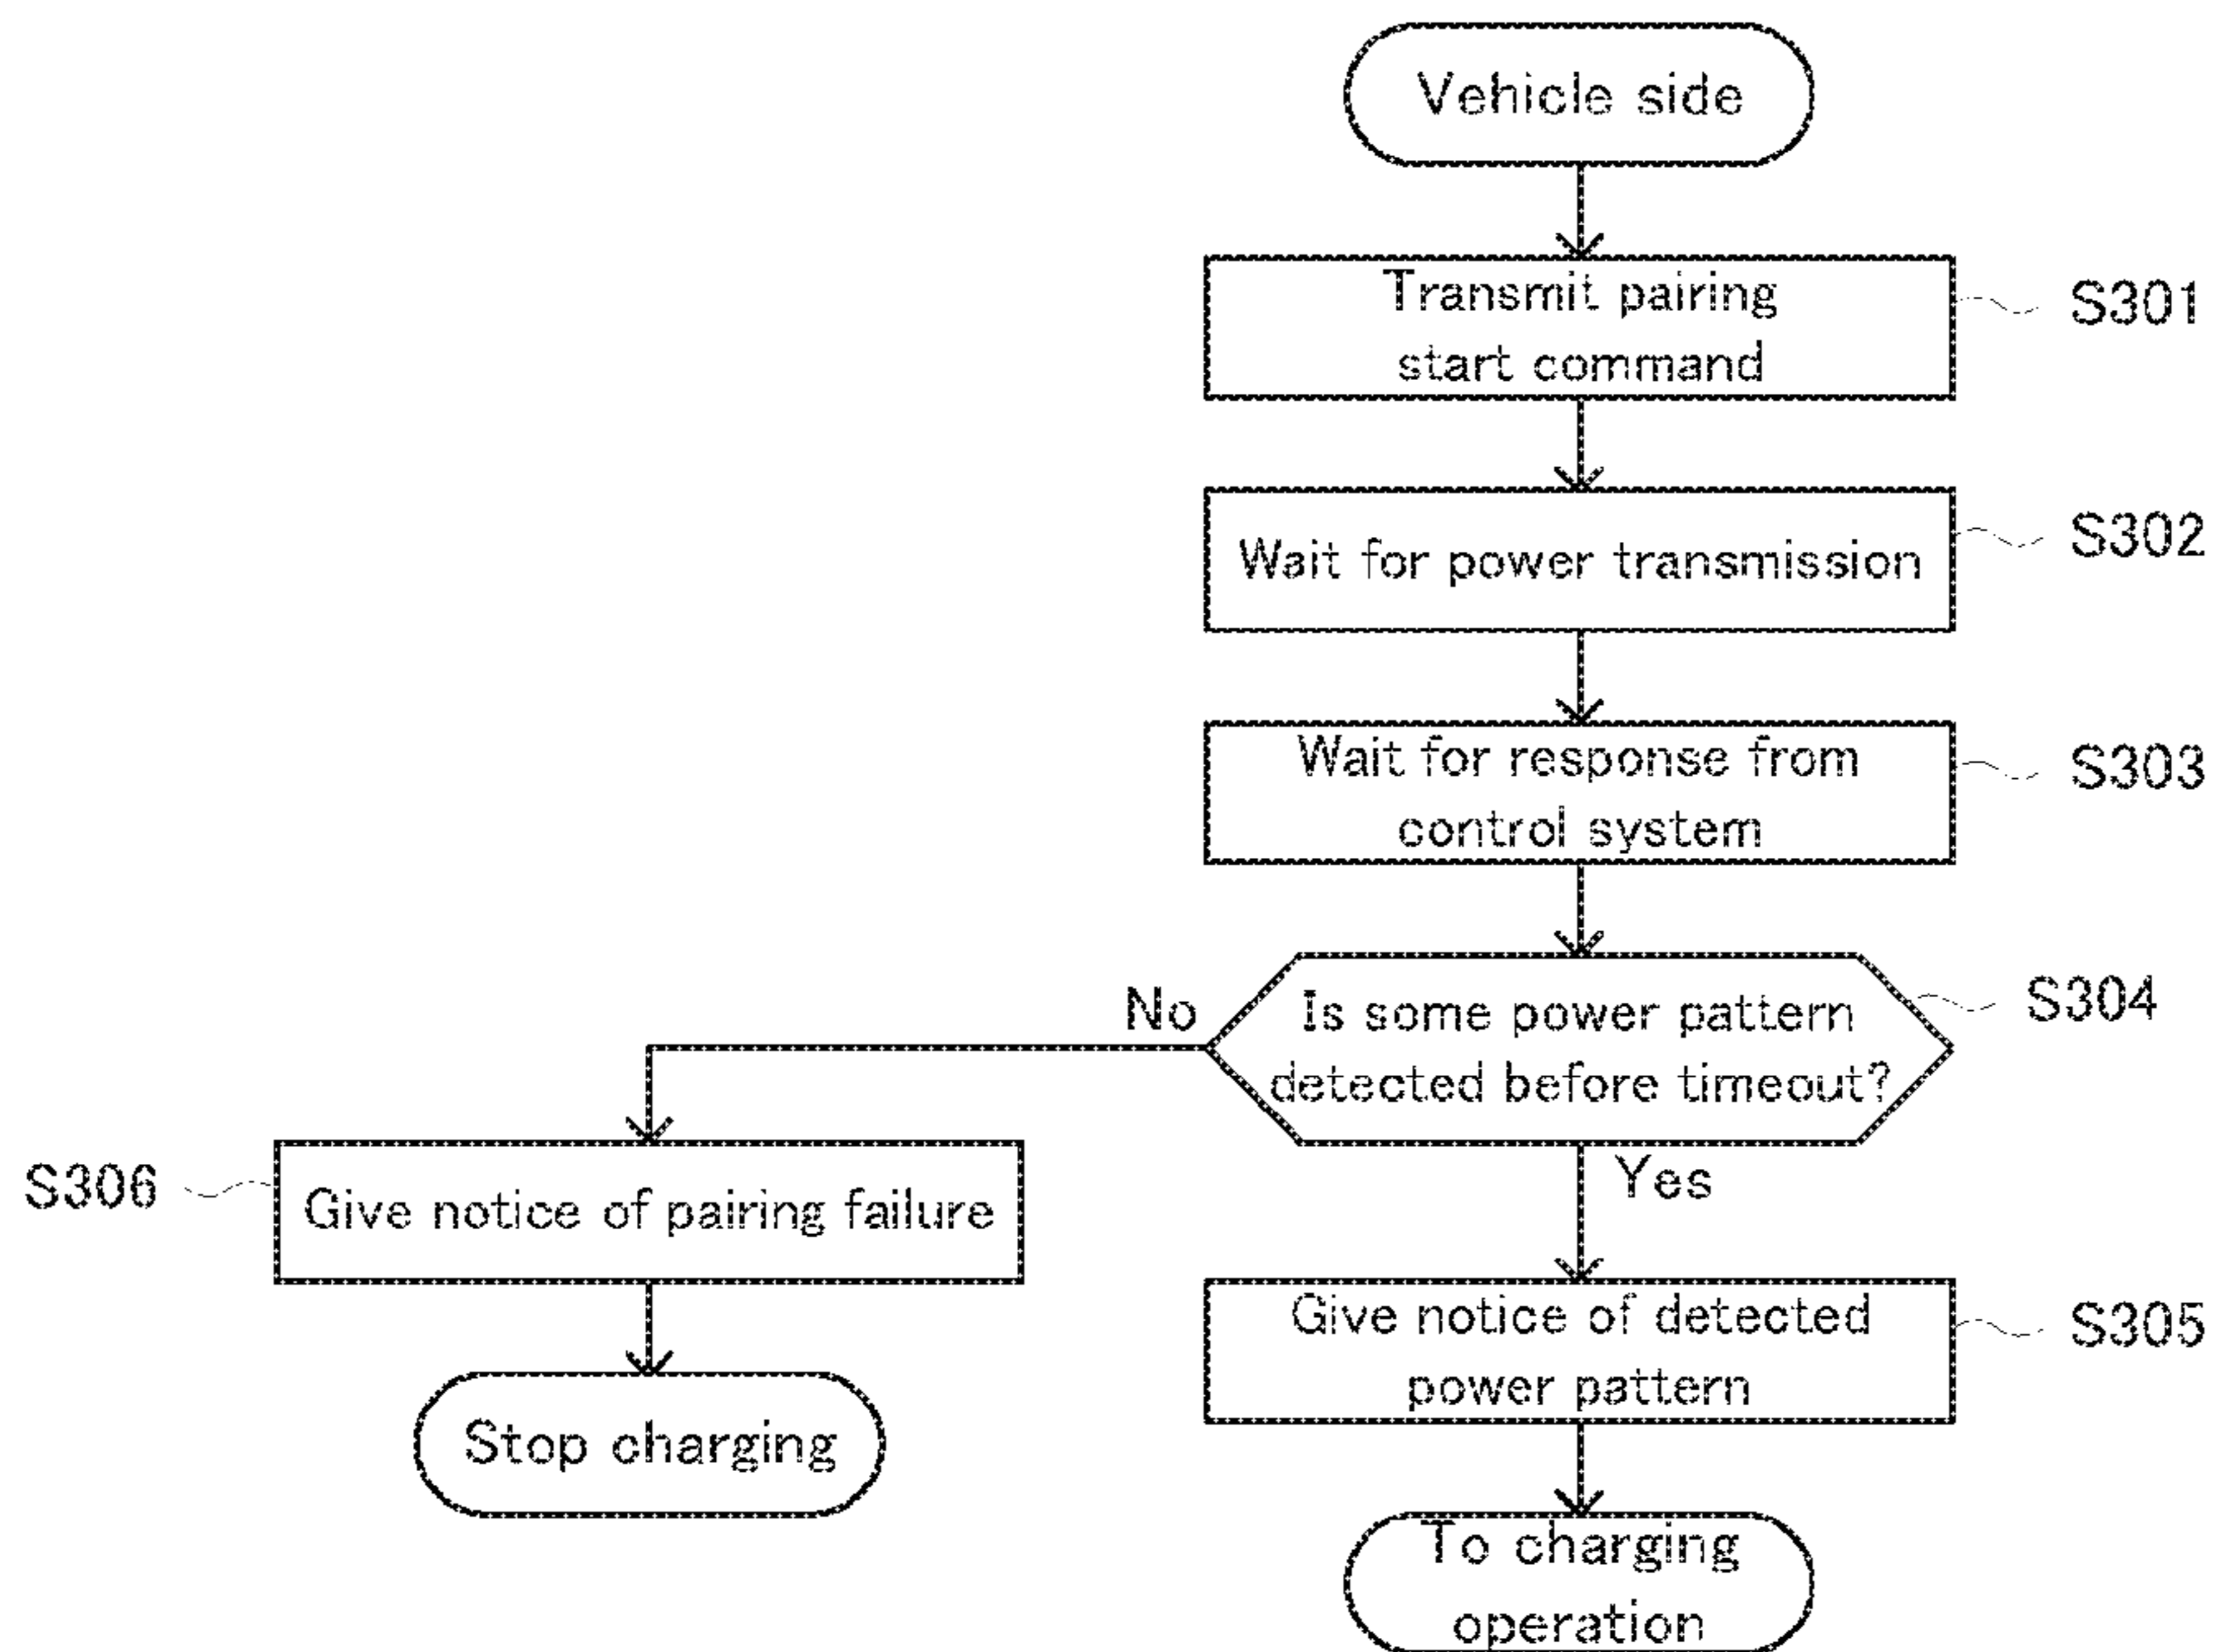 Vehicle side
Transmit pairing
start command
S301
Wait for power transmission
S302
Wait for response from
control system
S303
Is some power pattern
detected before timeout?
S304
No
Yes
S306
Give notice of pairing failure
Give notice of detected
power pattern
S305
Stop charging
To charging
operation